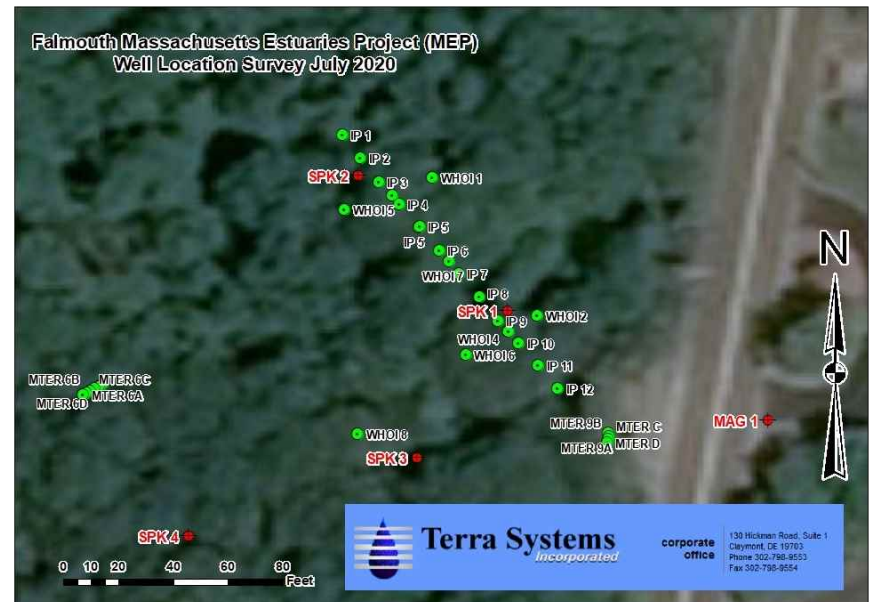 Falmouth Massachusetts Estuaries Project (MEP)
Well Location Survey July 2020
IP 1
IP 2
SPK 2
IP 3
WHOI 1
IP 4
WHOI 5
IP 5
IP 5
IP 6
WHOI 7
IP 7
IP 8
SPK 1
WHOI 2
IP 9
WHOI 4
IP 10
WHOI 6
IP 11
MTER 6B
MTER 6C
IP 12
MTER 6A
MTER 6D
MTER 9B
MTER C
MAG 1
WHOI 8
MTER D
MTER 9A
SPK 3
SPK 4
N
0 10 20 40 60 80
Feet
Terra Systems
Incorporated
corporate
office
130 Hickman Road, Suite 1
Claymont, DE 19703
Phone 302-798-9553
Fax 302-798-9554